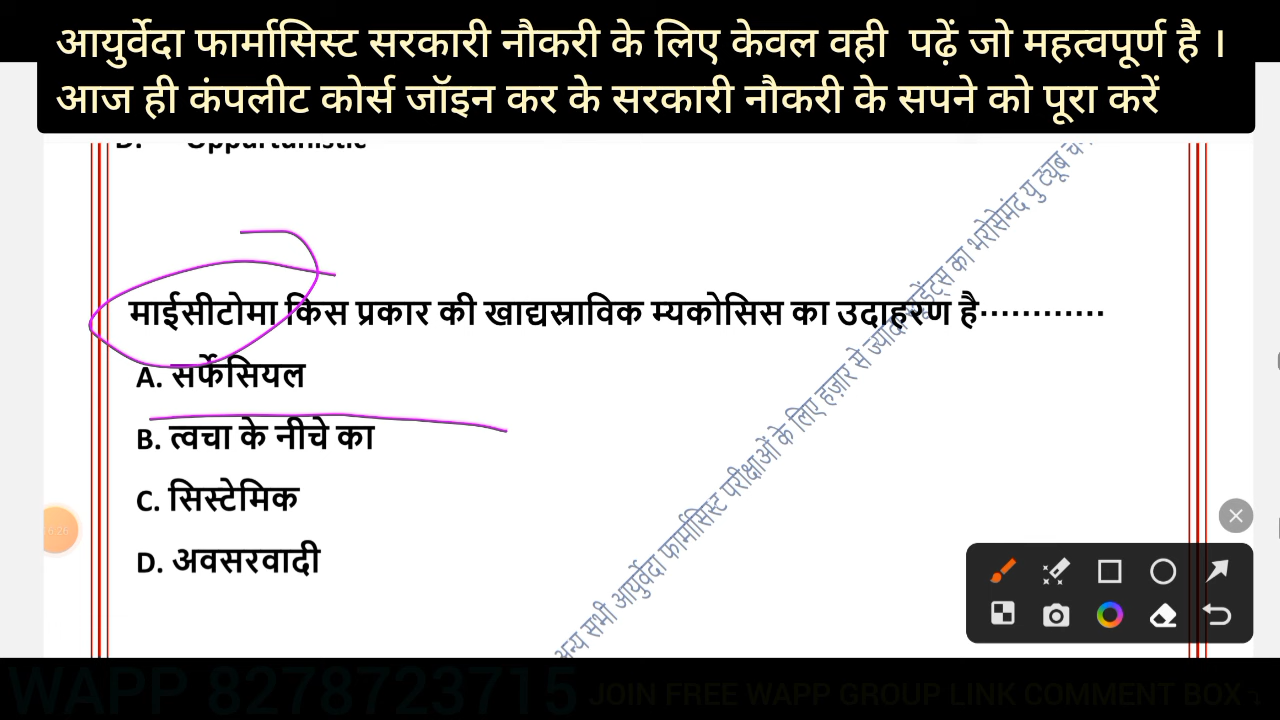 आयुर्वेदा फार्मासिस्ट सरकारी नौकरी के लिए केवल वही पढ़ें जो महत्वपूर्ण है ।
आज ही कंपलीट कोर्स जॉइन कर के सरकारी नौकरी के सपने को पूरा करें
D. Oppurtunistic
माईसीटोमा किस प्रकार की खाद्यस्राविक म्यकोसिस का उदाहरण है············
A. सर्फेसियल
B. त्वचा के नीचे का
C. सिस्टेमिक
D. अवसरवादी
अन्य सभी आयुर्वेदा फार्मासिस्ट परीक्षाओं के लिए हज़ार से ज्यादा स्टूडेंट्स का भरोसेमंद यु ट्यूब
WAPP 8278723715 JOIN FREE WAPP GROUP LINK COMMENT BOX